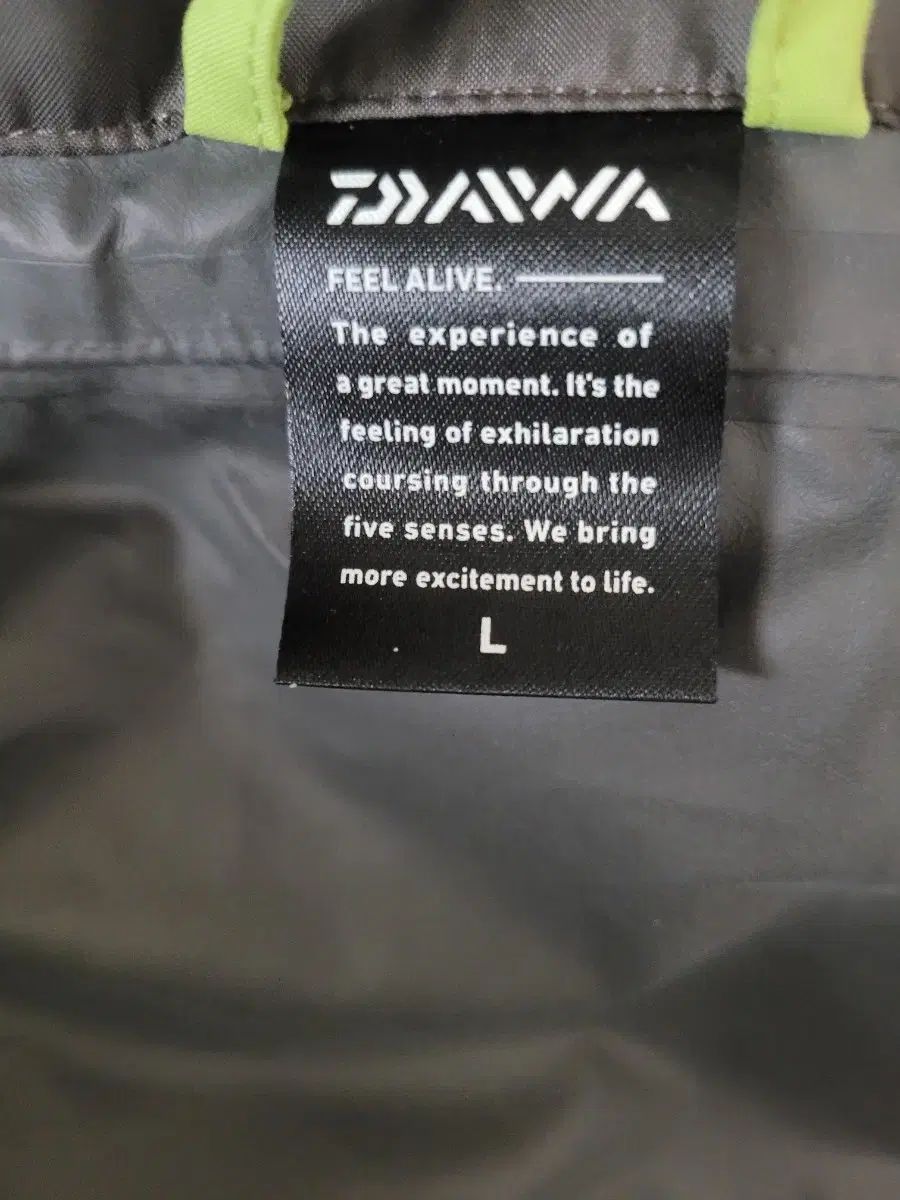 DAIWA
FEEL ALIVE.
The experience of
a great moment. It's the
feeling of exhilaration
coursing through the
five senses. We bring
more excitement to life.
L